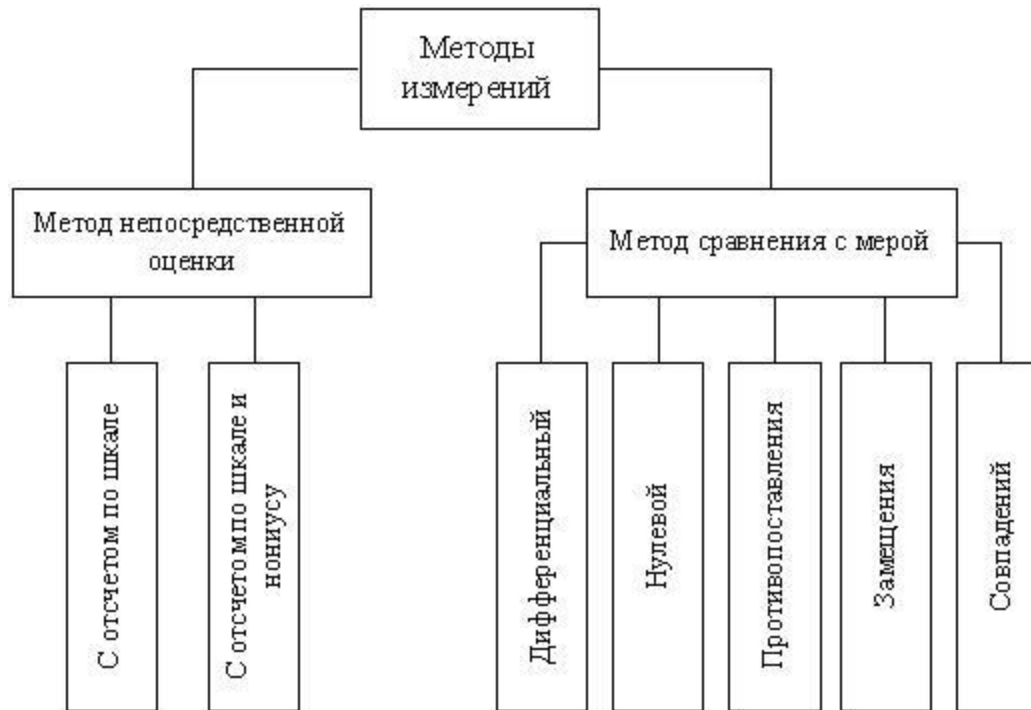 Методы
измерений
Метод непосредственной
оценки
Метод сравнения с мерой
С отсчетом по шкале
С отсчетом по шкале и
нониусу
Дифференциальный
Нулевой
Противопоставления
Замещения
Совпадений